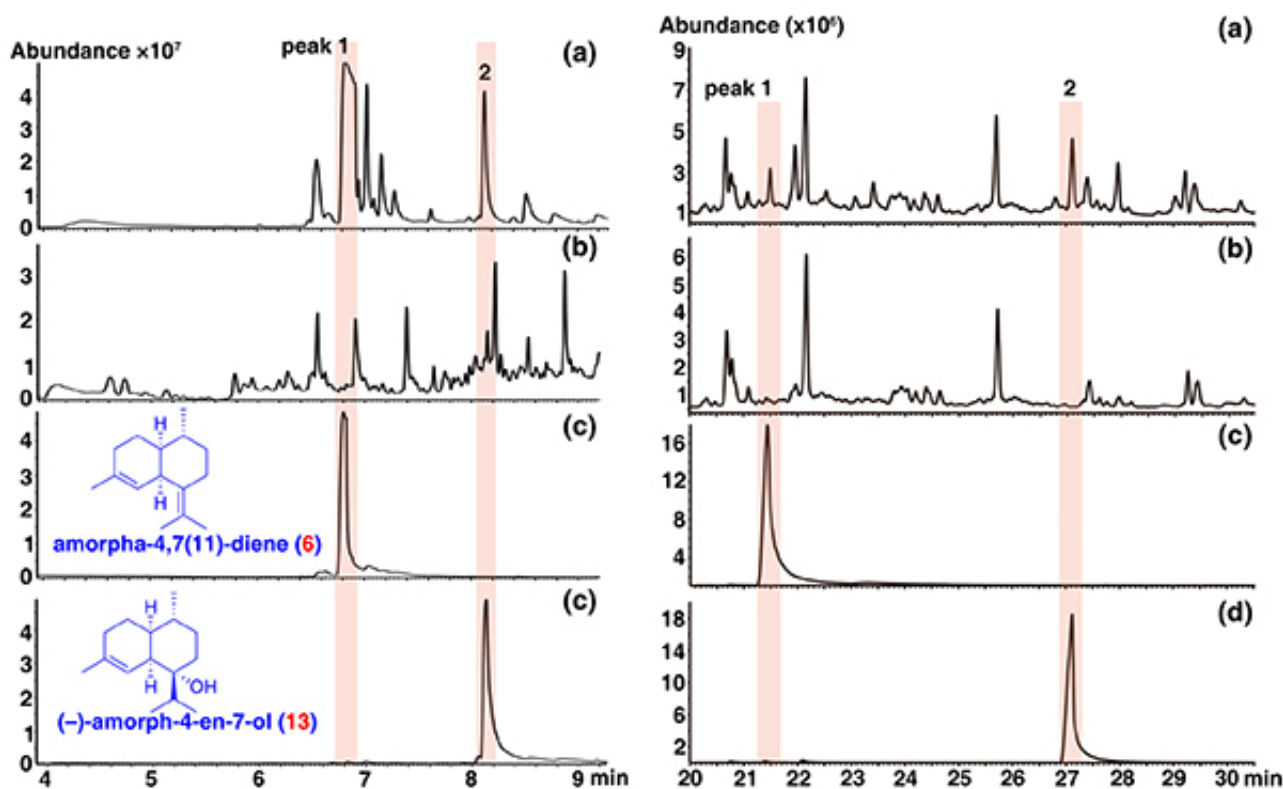 Abundance ×10⁷
peak 1
2
(a)
4
3
2
1
0
(b)
3
2
1
0
(c)
4
3
2
1
0
H
H
amorpha-4,7(11)-diene (6)
(c)
4
3
2
1
0
H
H
OH
(–)-amorph-4-en-7-ol (13)
4 5 6 7 8 9 min
Abundance (x10⁶)
peak 1
2
(a)
9
7
5
3
1
(b)
6
5
4
3
2
1
(c)
16
12
8
4
(d)
18
14
10
6
2
20 21 22 23 24 25 26 27 28 29 30 min